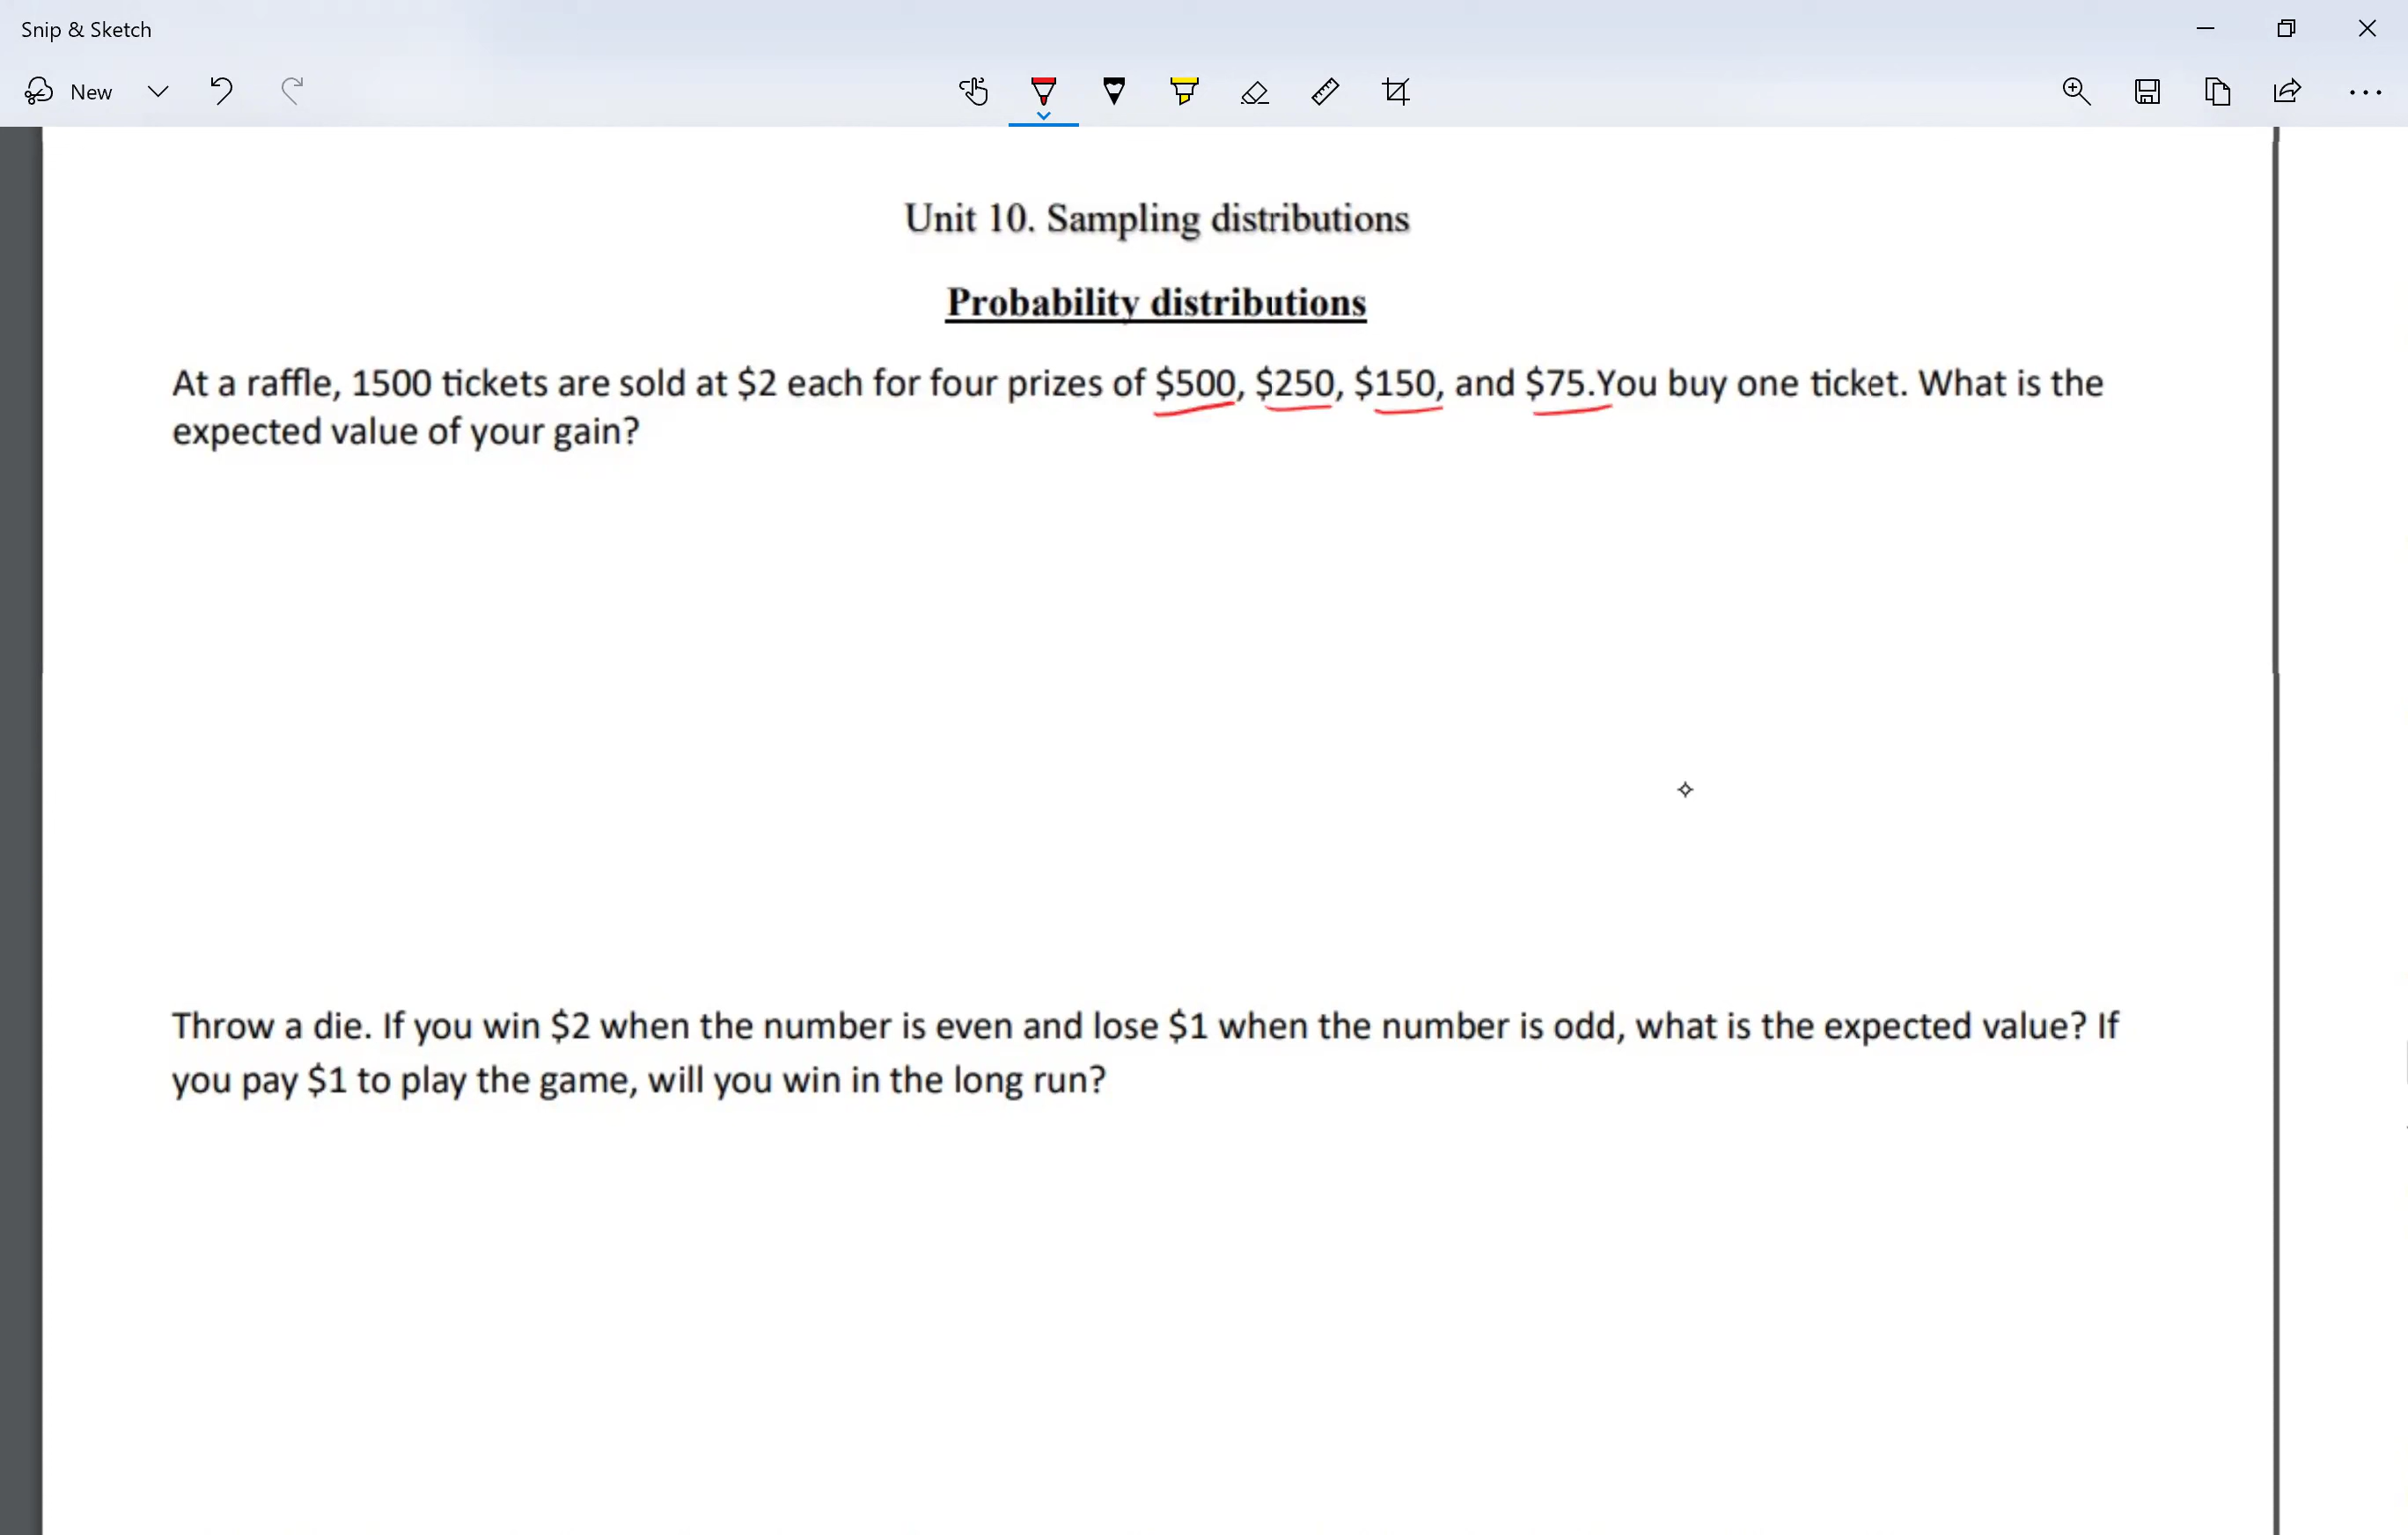 Snip & Sketch
New
Unit 10. Sampling distributions
Probability distributions
At a raffle, 1500 tickets are sold at $2 each for four prizes of $500, $250, $150, and $75.You buy one ticket. What is the
expected value of your gain?
Throw a die. If you win $2 when the number is even and lose $1 when the number is odd, what is the expected value? If
you pay $1 to play the game, will you win in the long run?